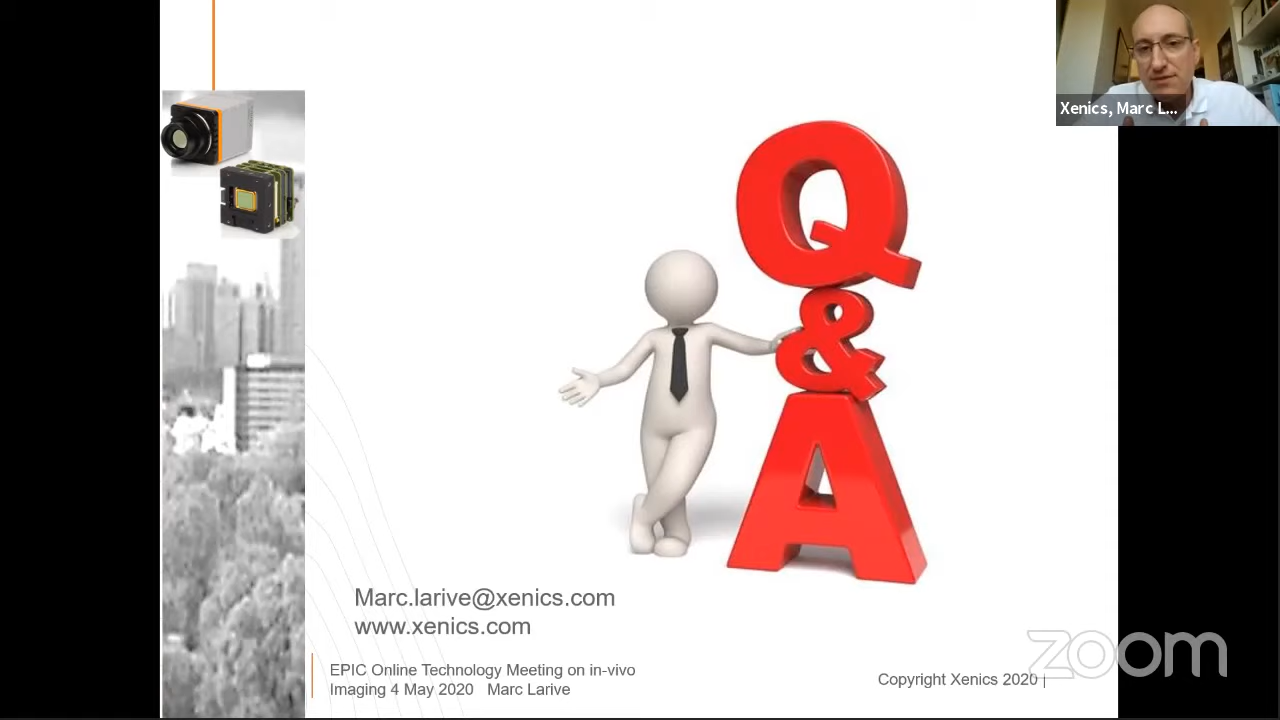 Xenics, Marc L...
Q
&
A
Marc.larive@xenics.com
www.xenics.com
EPIC Online Technology Meeting on in-vivo
Imaging 4 May 2020 Marc Larive
Copyright Xenics 2020 |
zoom